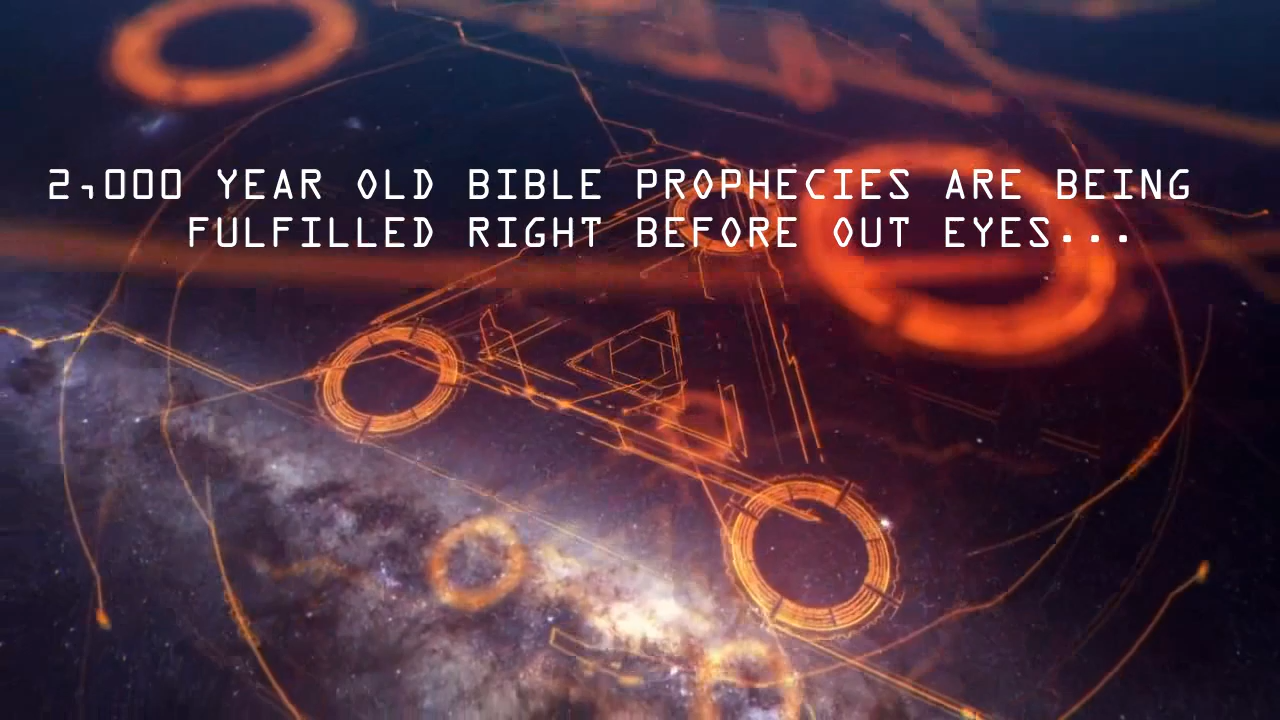 2,000 YEAR OLD BIBLE PROPHECIES ARE BEING
FULFILLED RIGHT BEFORE OUT EYES...